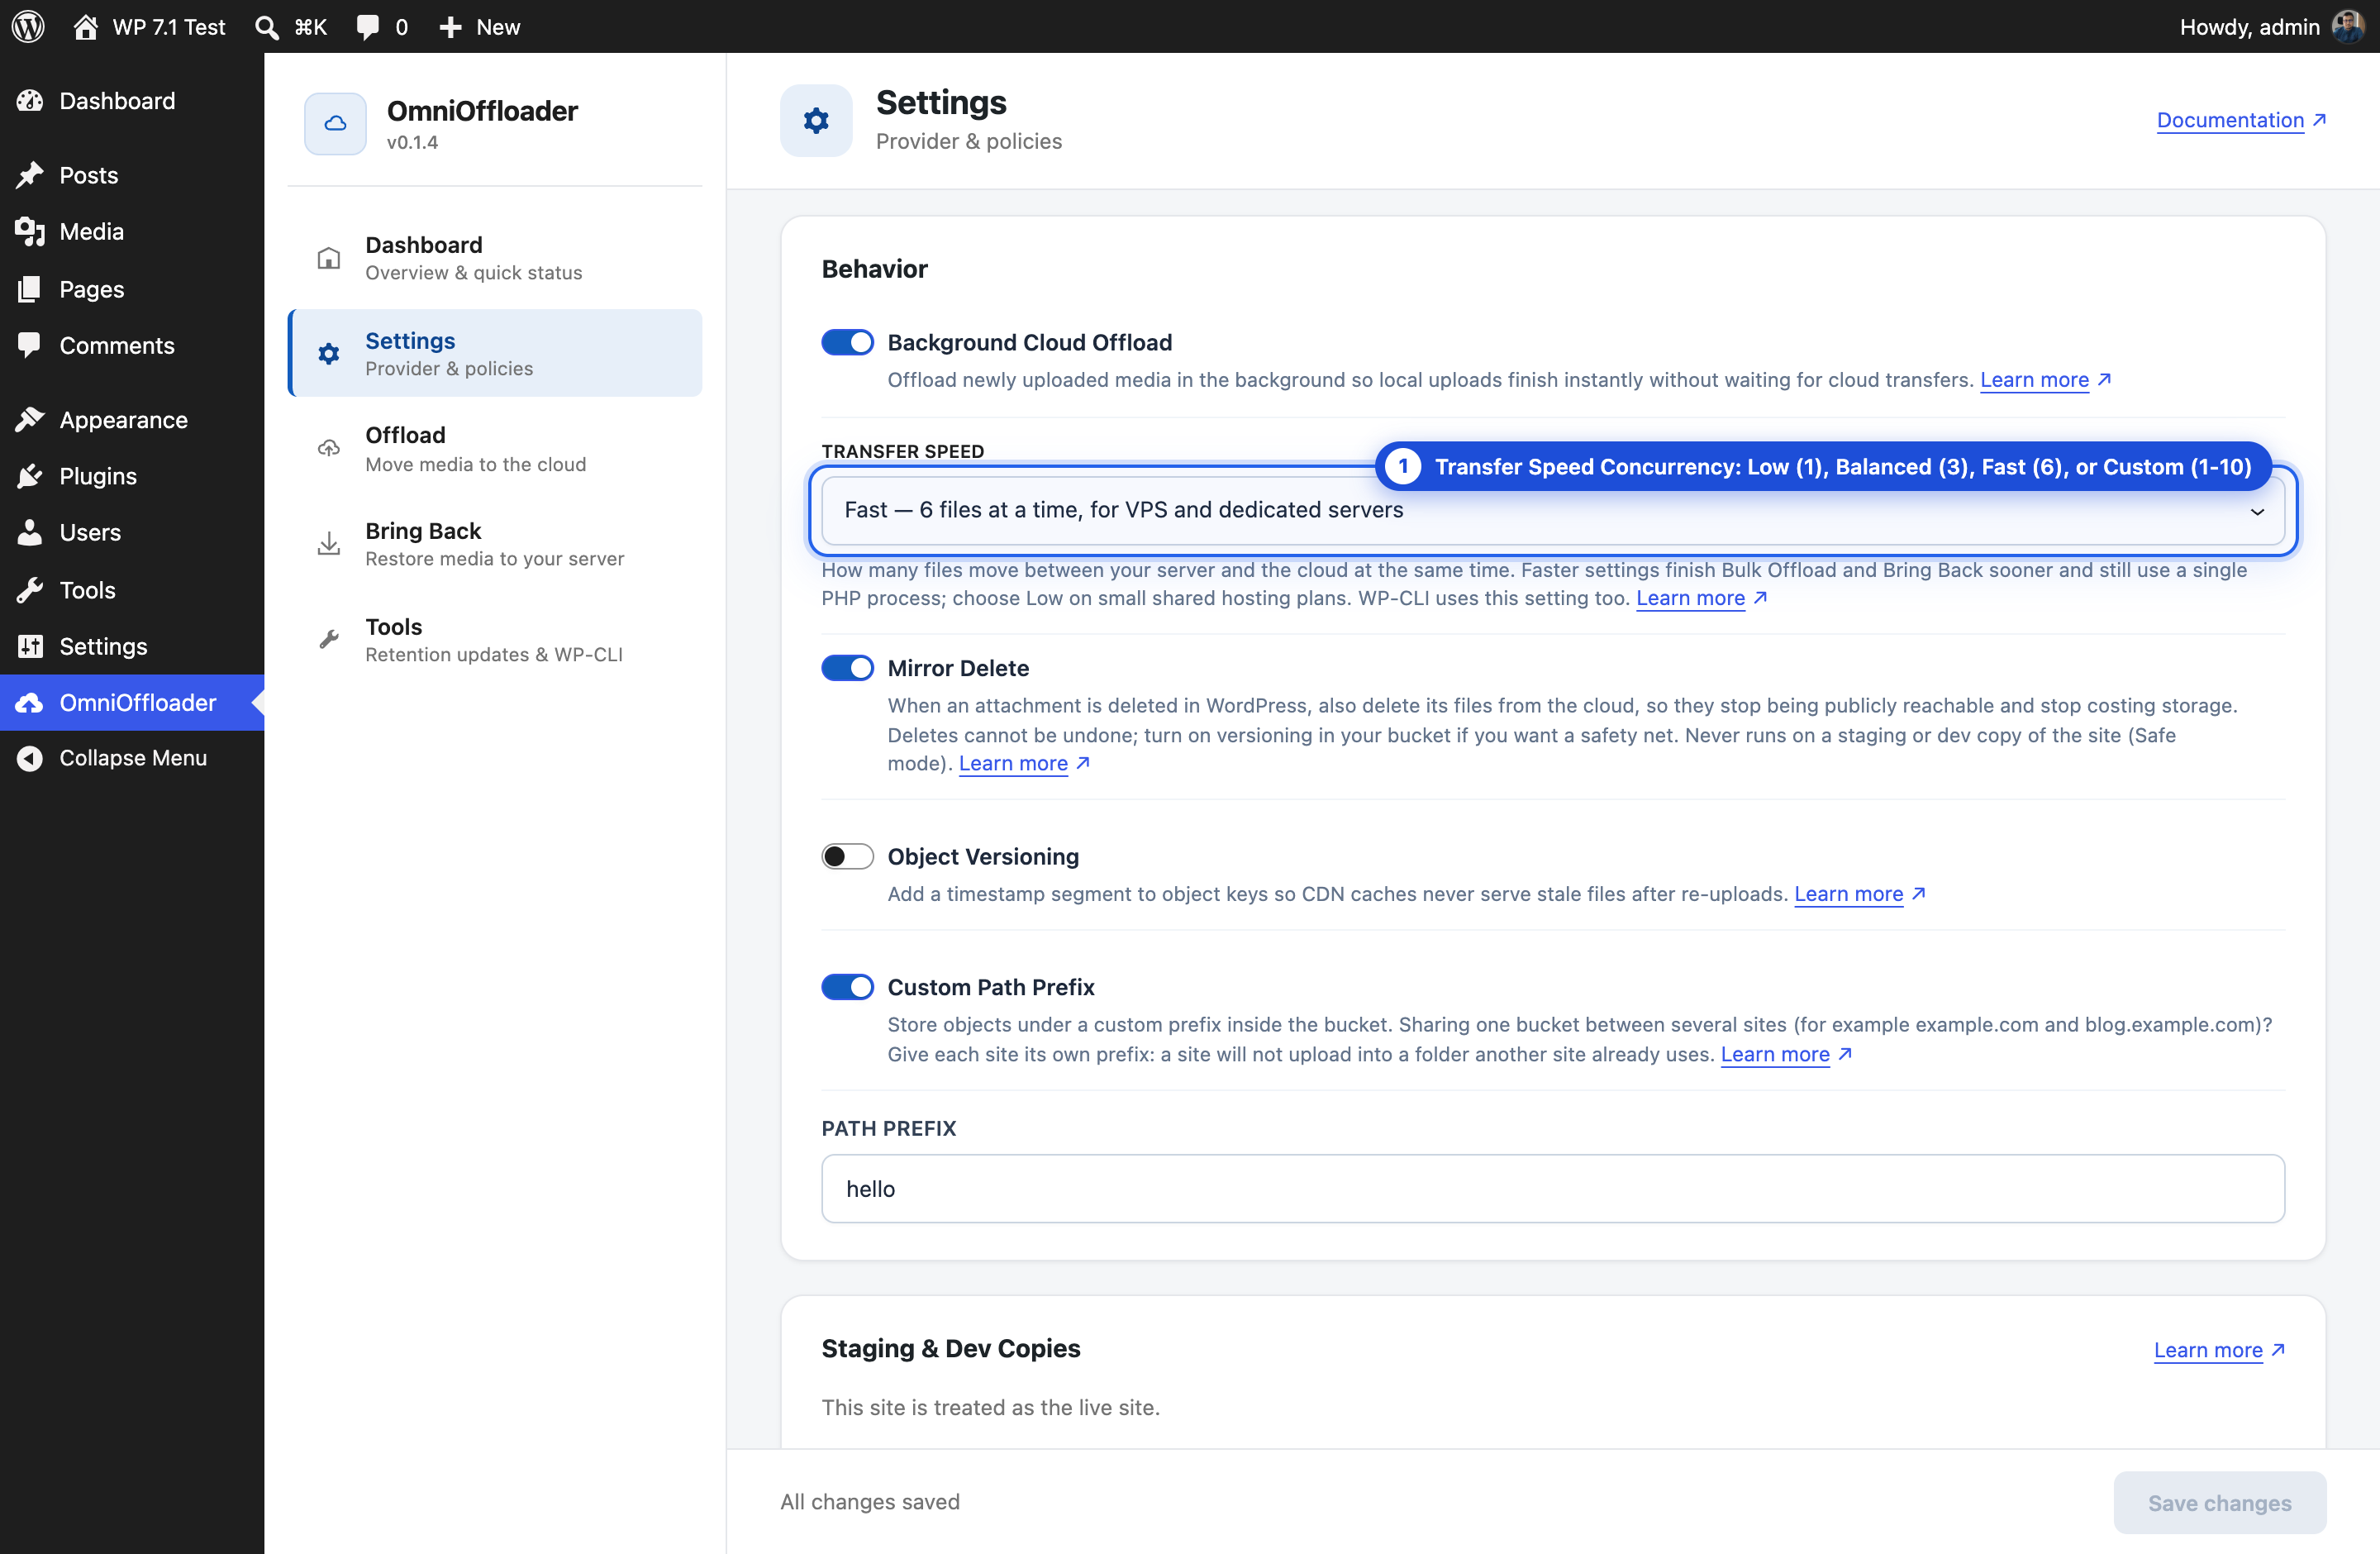 WP 7.1 Test
⌘K
0
New
Howdy, admin
Dashboard
Posts
Media
Pages
Comments
Appearance
Plugins
Users
Tools
Settings
OmniOffloader
Collapse Menu
OmniOffloader
v0.1.4
Dashboard
Overview & quick status
Settings
Provider & policies
Offload
Move media to the cloud
Bring Back
Restore media to your server
Tools
Retention updates & WP-CLI
Settings
Provider & policies
Documentation ↗
Behavior
Background Cloud Offload
Offload newly uploaded media in the background so local uploads finish instantly without waiting for cloud transfers. Learn more ↗
TRANSFER SPEED
1 Transfer Speed Concurrency: Low (1), Balanced (3), Fast (6), or Custom (1-10)
Fast — 6 files at a time, for VPS and dedicated servers
How many files move between your server and the cloud at the same time. Faster settings finish Bulk Offload and Bring Back sooner and still use a single
PHP process; choose Low on small shared hosting plans. WP-CLI uses this setting too. Learn more ↗
Mirror Delete
When an attachment is deleted in WordPress, also delete its files from the cloud, so they stop being publicly reachable and stop costing storage.
Deletes cannot be undone; turn on versioning in your bucket if you want a safety net. Never runs on a staging or dev copy of the site (Safe
mode). Learn more ↗
Object Versioning
Add a timestamp segment to object keys so CDN caches never serve stale files after re-uploads. Learn more ↗
Custom Path Prefix
Store objects under a custom prefix inside the bucket. Sharing one bucket between several sites (for example example.com and blog.example.com)?
Give each site its own prefix: a site will not upload into a folder another site already uses. Learn more ↗
PATH PREFIX
hello
Staging & Dev Copies
Learn more ↗
This site is treated as the live site.
All changes saved
Save changes